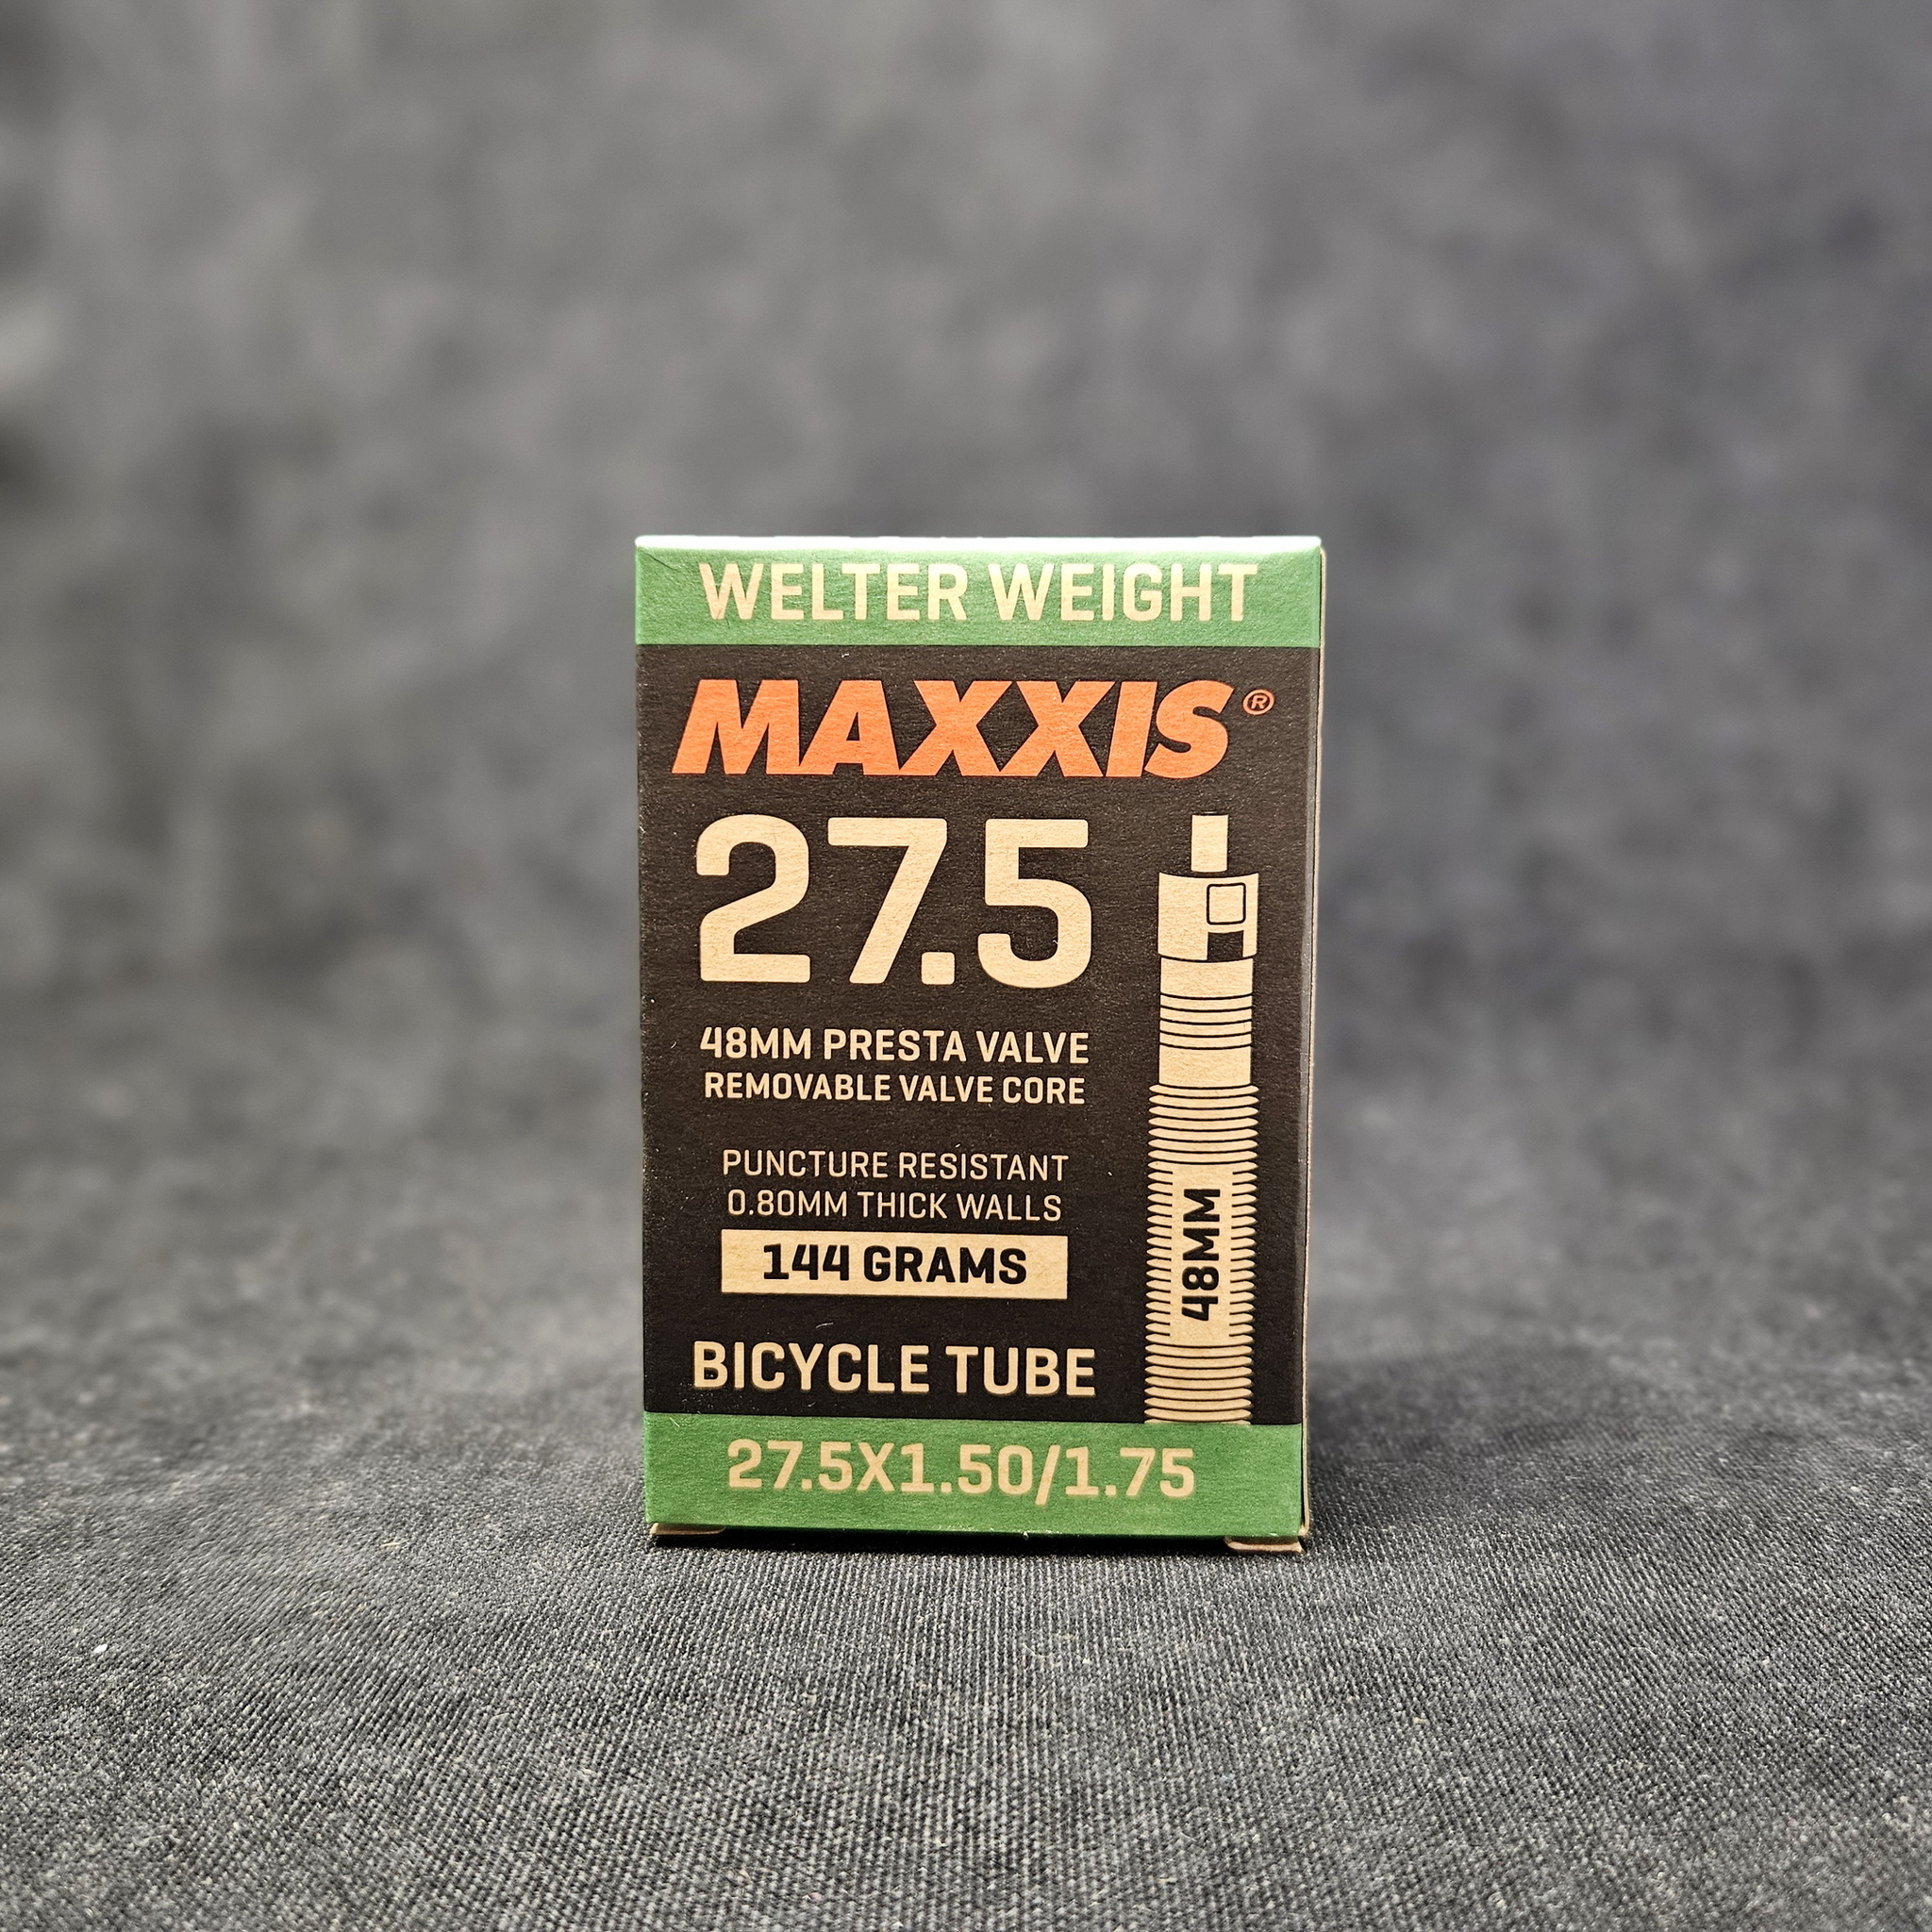 WELTER WEIGHT
MAXXIS®
27.5
48MM PRESTA VALVE
REMOVABLE VALVE CORE
PUNCTURE RESISTANT
0.80MM THICK WALLS
144 GRAMS
48MM
BICYCLE TUBE
27.5X1.50/1.75